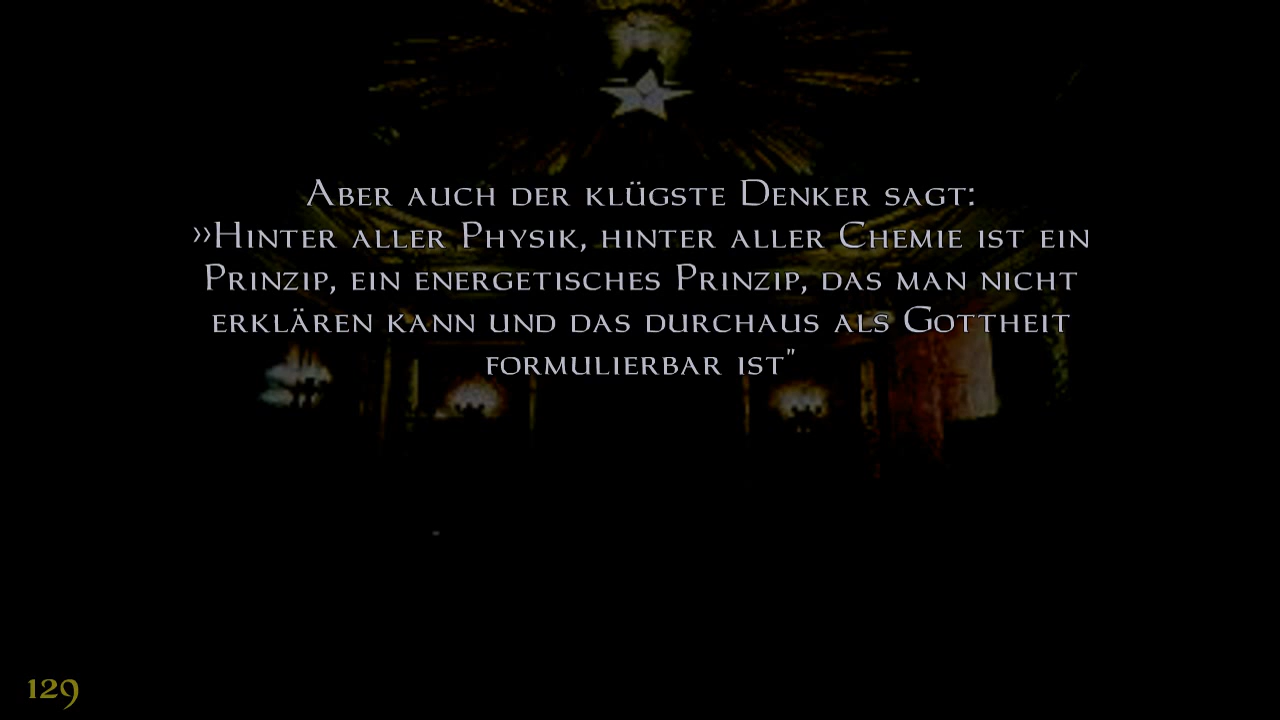 Aber auch der klügste Denker sagt:
››Hinter aller Physik, hinter aller Chemie ist ein
Prinzip, ein energetisches Prinzip, das man nicht
erklären kann und das durchaus als Gottheit
formulierbar ist"
129